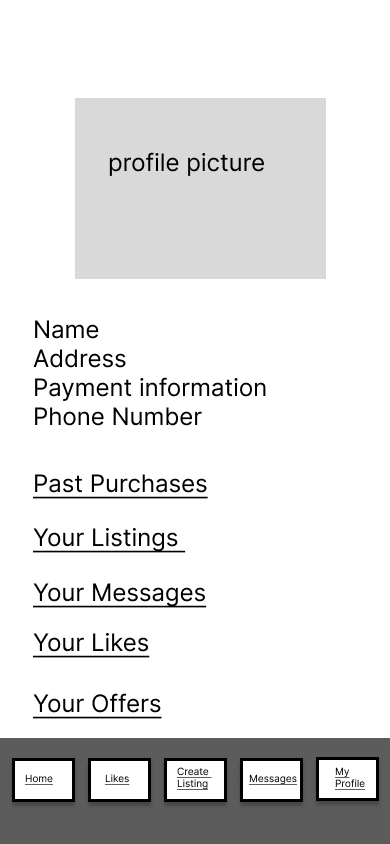 profile picture
Name
Address
Payment information
Phone Number
Past Purchases
Your Listings
Your Messages
Your Likes
Your Offers
Home
Likes
Create
Listing
Messages
My
Profile